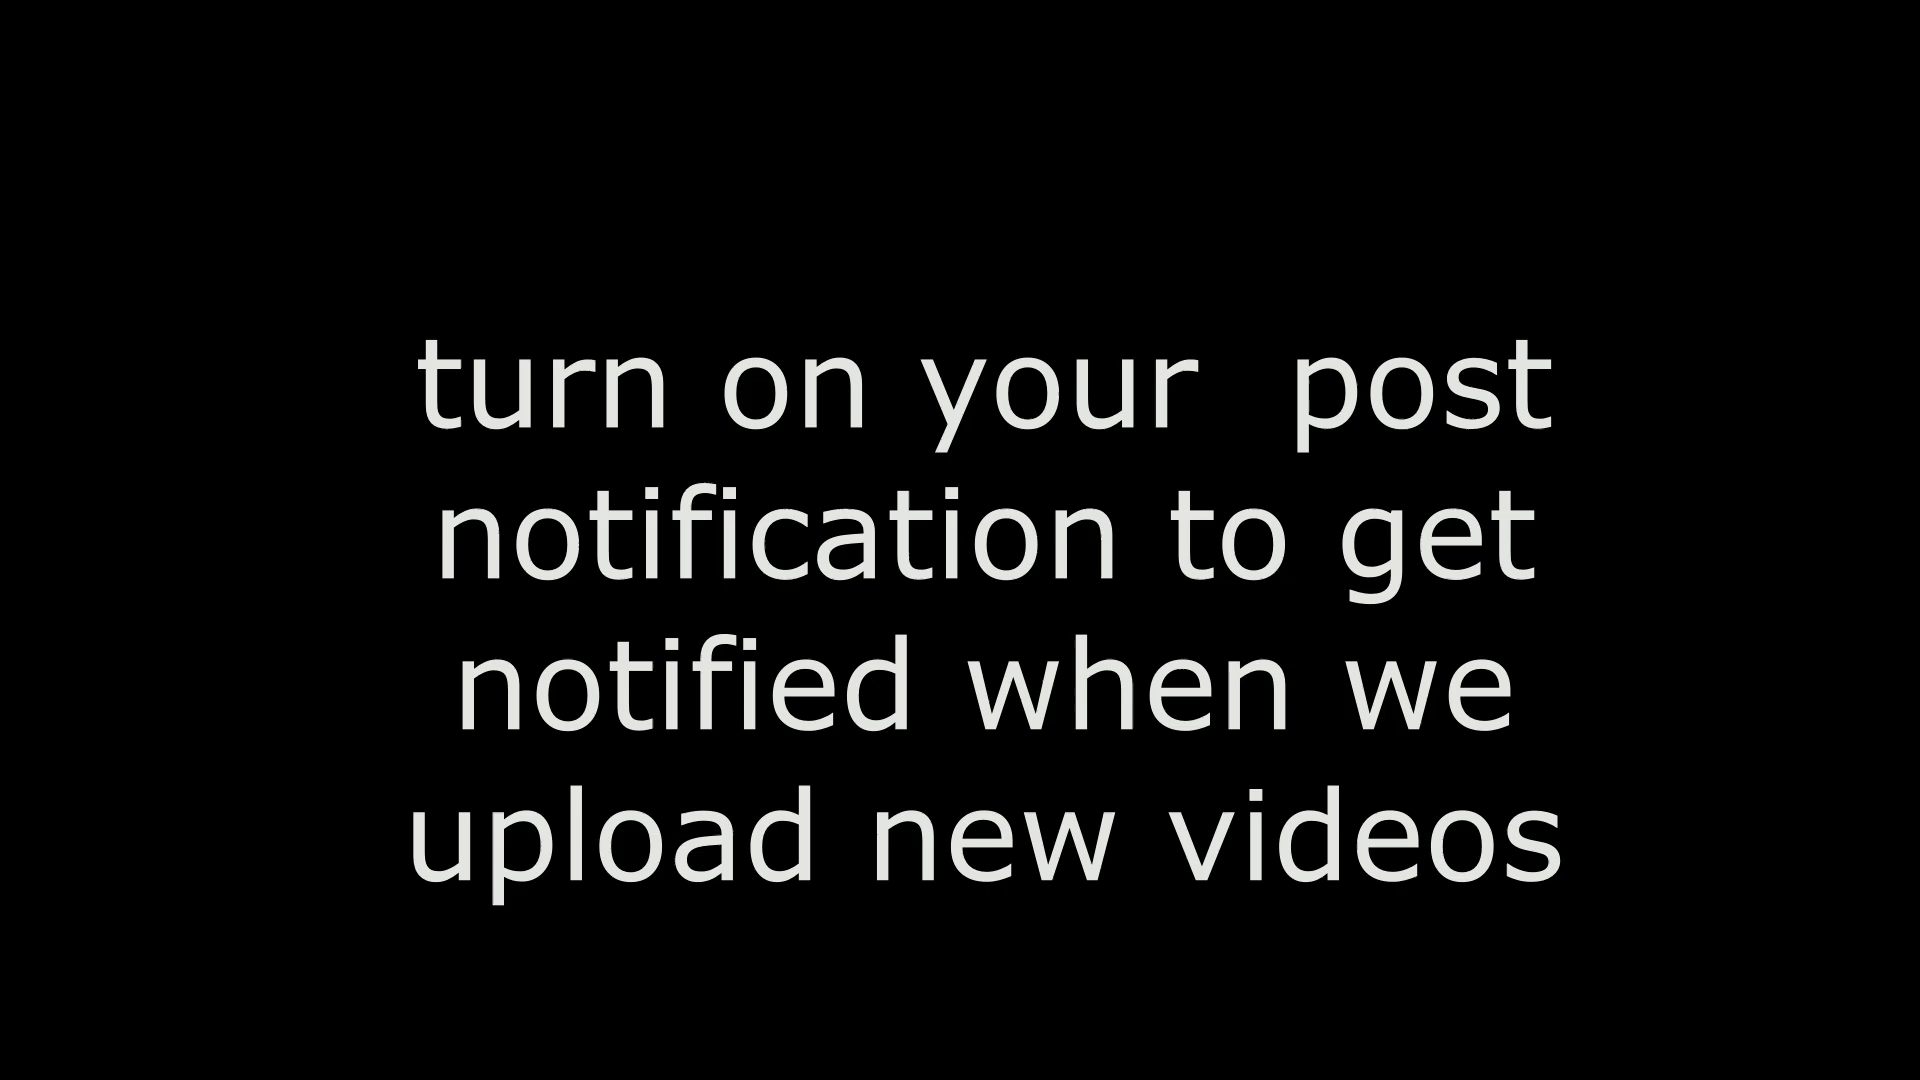 turn on your  post
notification to get
notified when we
upload new videos